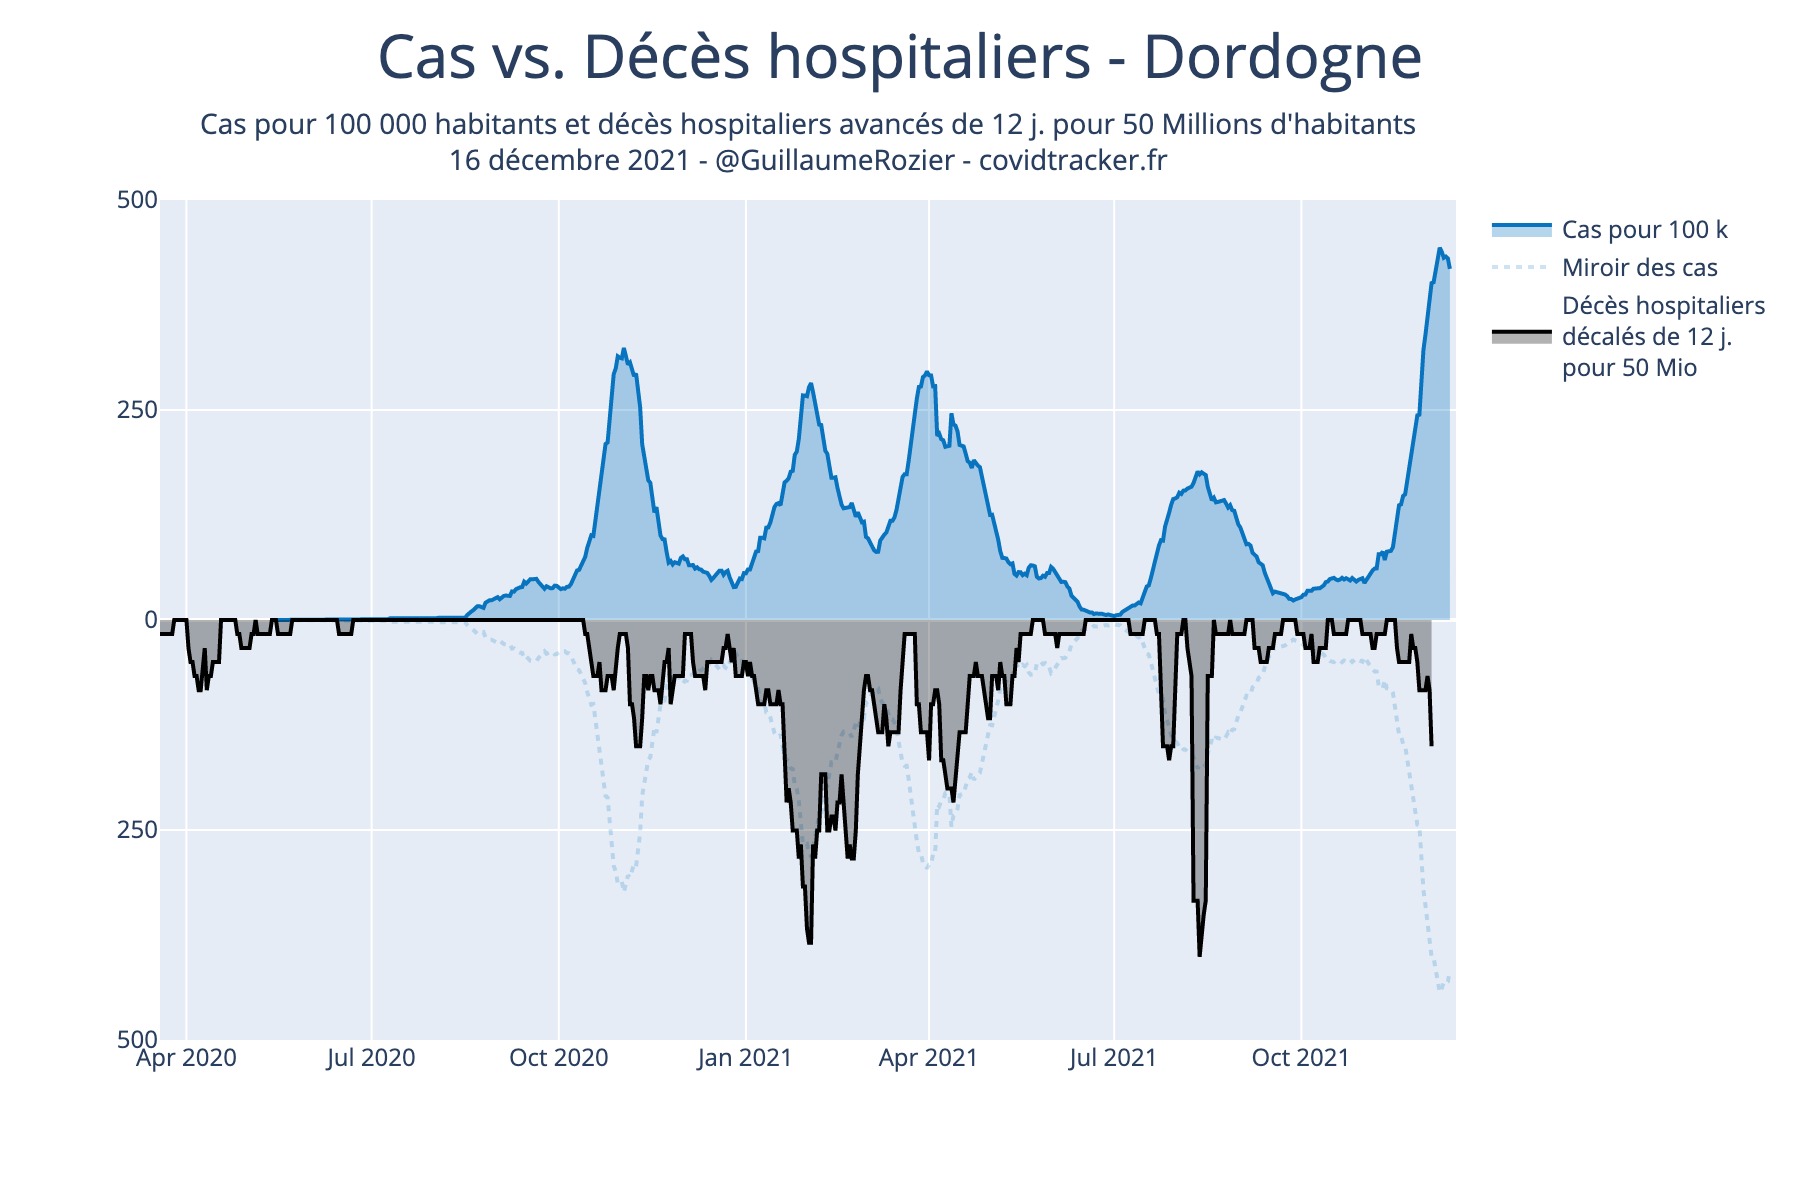 Cas vs. Décès hospitaliers - Dordogne
Cas pour 100 000 habitants et décès hospitaliers avancés de 12 j. pour 50 Millions d'habitants
16 décembre 2021 - @GuillaumeRozier - covidtracker.fr
500
250
0
250
500
Apr 2020
Jul 2020
Oct 2020
Jan 2021
Apr 2021
Jul 2021
Oct 2021
Cas pour 100 k
Miroir des cas
Décès hospitaliers
décalés de 12 j.
pour 50 Mio